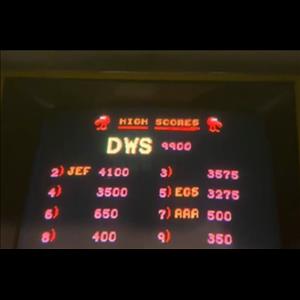 HIGH SCORES
DWS 9900
2) JEF 4100 3) 3575
4) 3500 5) EGS 3275
6) 650 7) AAA 500
8) 400 9) 350